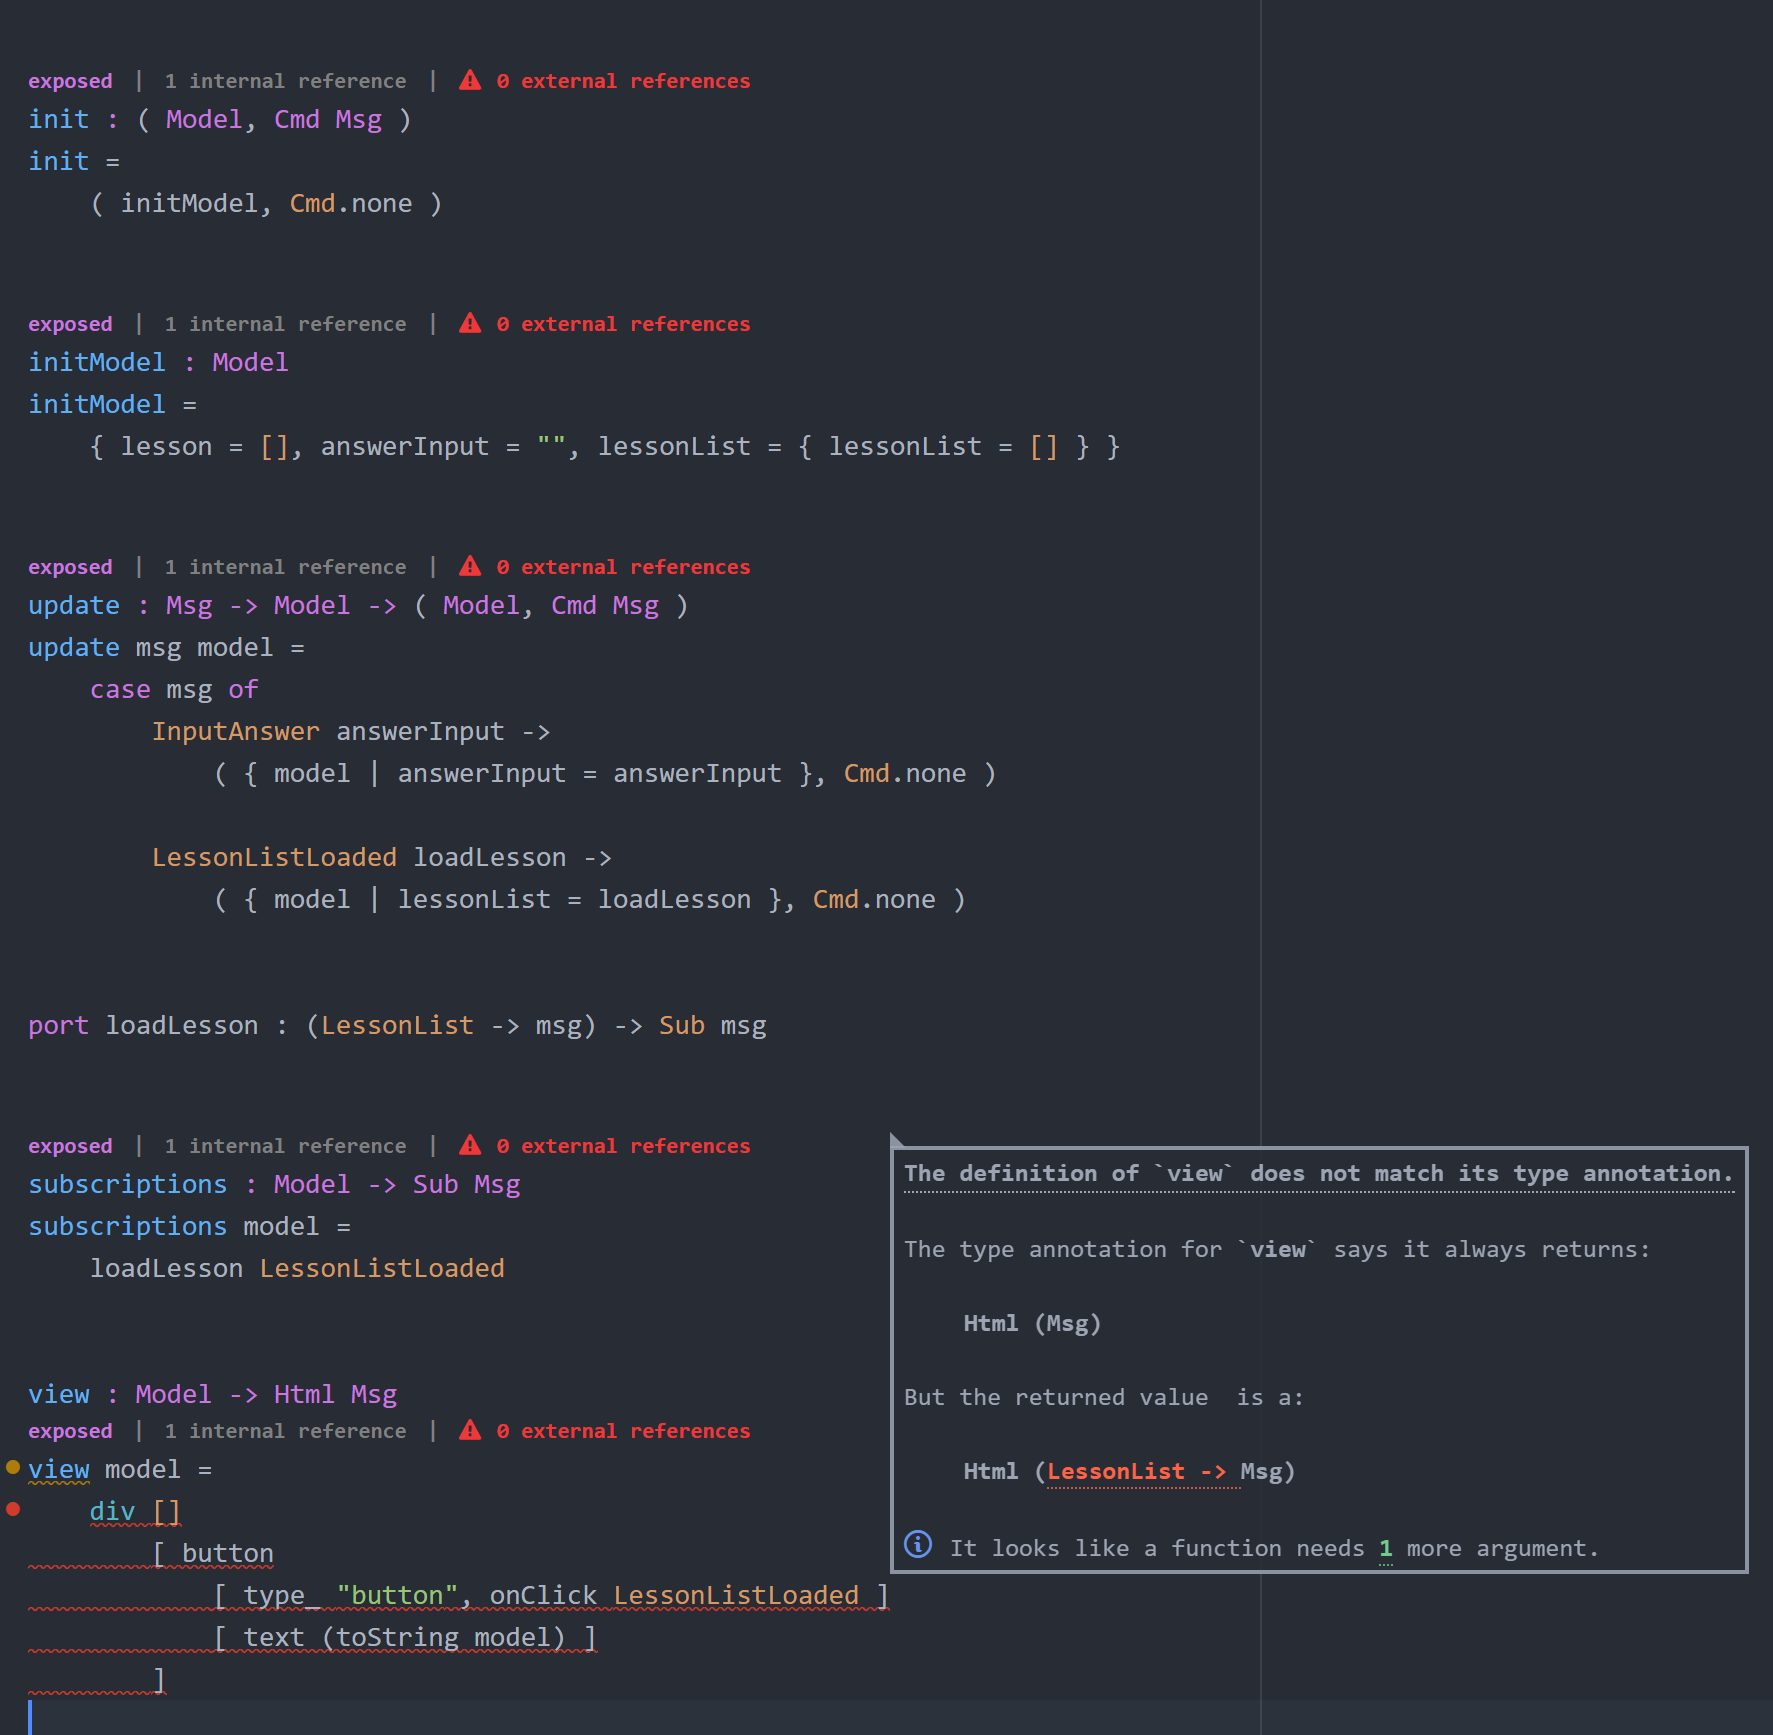 exposed | 1 internal reference | 0 external references
init : ( Model, Cmd Msg )
init =
    ( initModel, Cmd.none )
exposed | 1 internal reference | 0 external references
initModel : Model
initModel =
    { lesson = [], answerInput = "", lessonList = { lessonList = [] } }
exposed | 1 internal reference | 0 external references
update : Msg -> Model -> ( Model, Cmd Msg )
update msg model =
    case msg of
        InputAnswer answerInput ->
            ( { model | answerInput = answerInput }, Cmd.none )
        LessonListLoaded loadLesson ->
            ( { model | lessonList = loadLesson }, Cmd.none )
port loadLesson : (LessonList -> msg) -> Sub msg
exposed | 1 internal reference | 0 external references
subscriptions : Model -> Sub Msg
subscriptions model =
    loadLesson LessonListLoaded
view : Model -> Html Msg
exposed | 1 internal reference | 0 external references
view model =
    div []
        [ button
            [ type_ "button", onClick LessonListLoaded ]
            [ text (toString model) ]
        ]
The definition of `view` does not match its type annotation.
The type annotation for `view` says it always returns:
    Html (Msg)
But the returned value  is a:
    Html (LessonList -> Msg)
It looks like a function needs 1 more argument.